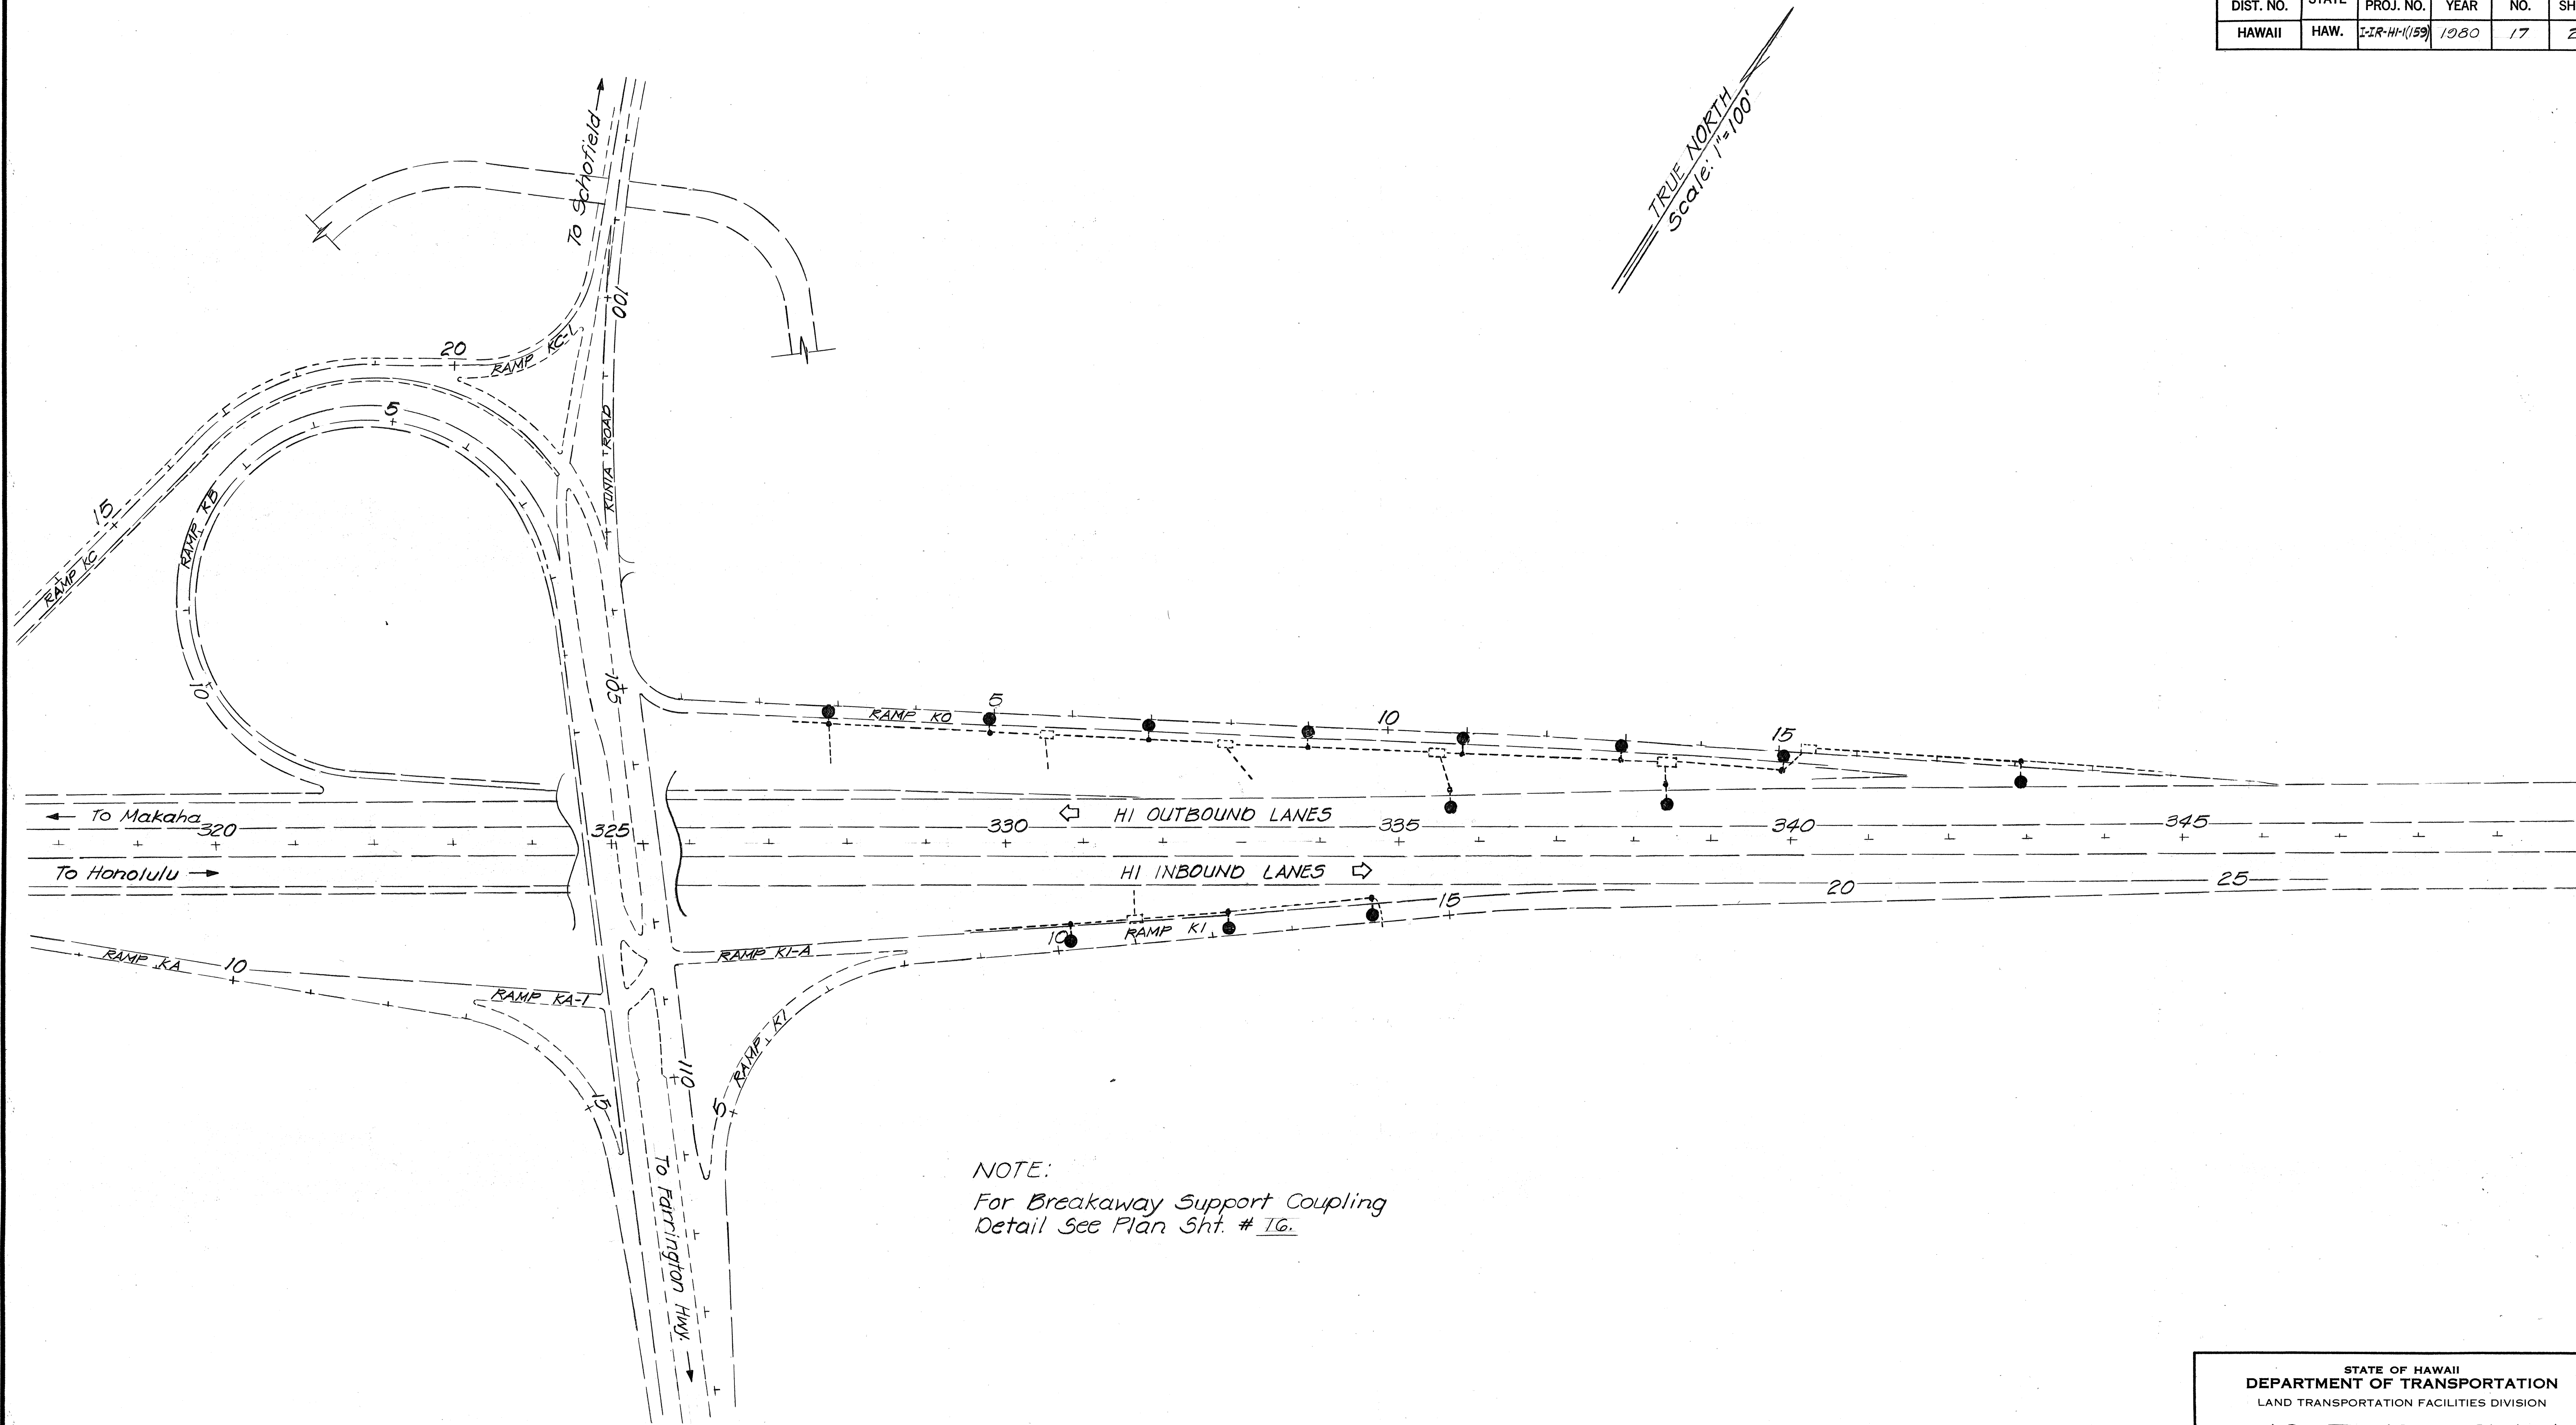 DIST. NO. STATE PROJ. NO. YEAR NO.
HAWAII HAW. I-IR-H1-1(159) 1980 17
TRUE NORTH
Scale: 1"=100'
To Schofield
100
20
RAMP KC-1
5
KUNIA ROAD
15
RAMP KB
RAMP KC
10
105
5
RAMP KO
10
15
To Makaha
320
325
330
HI OUTBOUND LANES
335
340
345
To Honolulu
HI INBOUND LANES
20
25
15
10
RAMP KI
RAMP KA
10
RAMP KI-A
RAMP KA-1
RAMP KI
110
15
5
To Farrington Hwy.
NOTE:
For Breakaway Support Coupling
Detail See Plan Sht. # 16.
STATE OF HAWAII
DEPARTMENT OF TRANSPORTATION
LAND TRANSPORTATION FACILITIES DIVISION